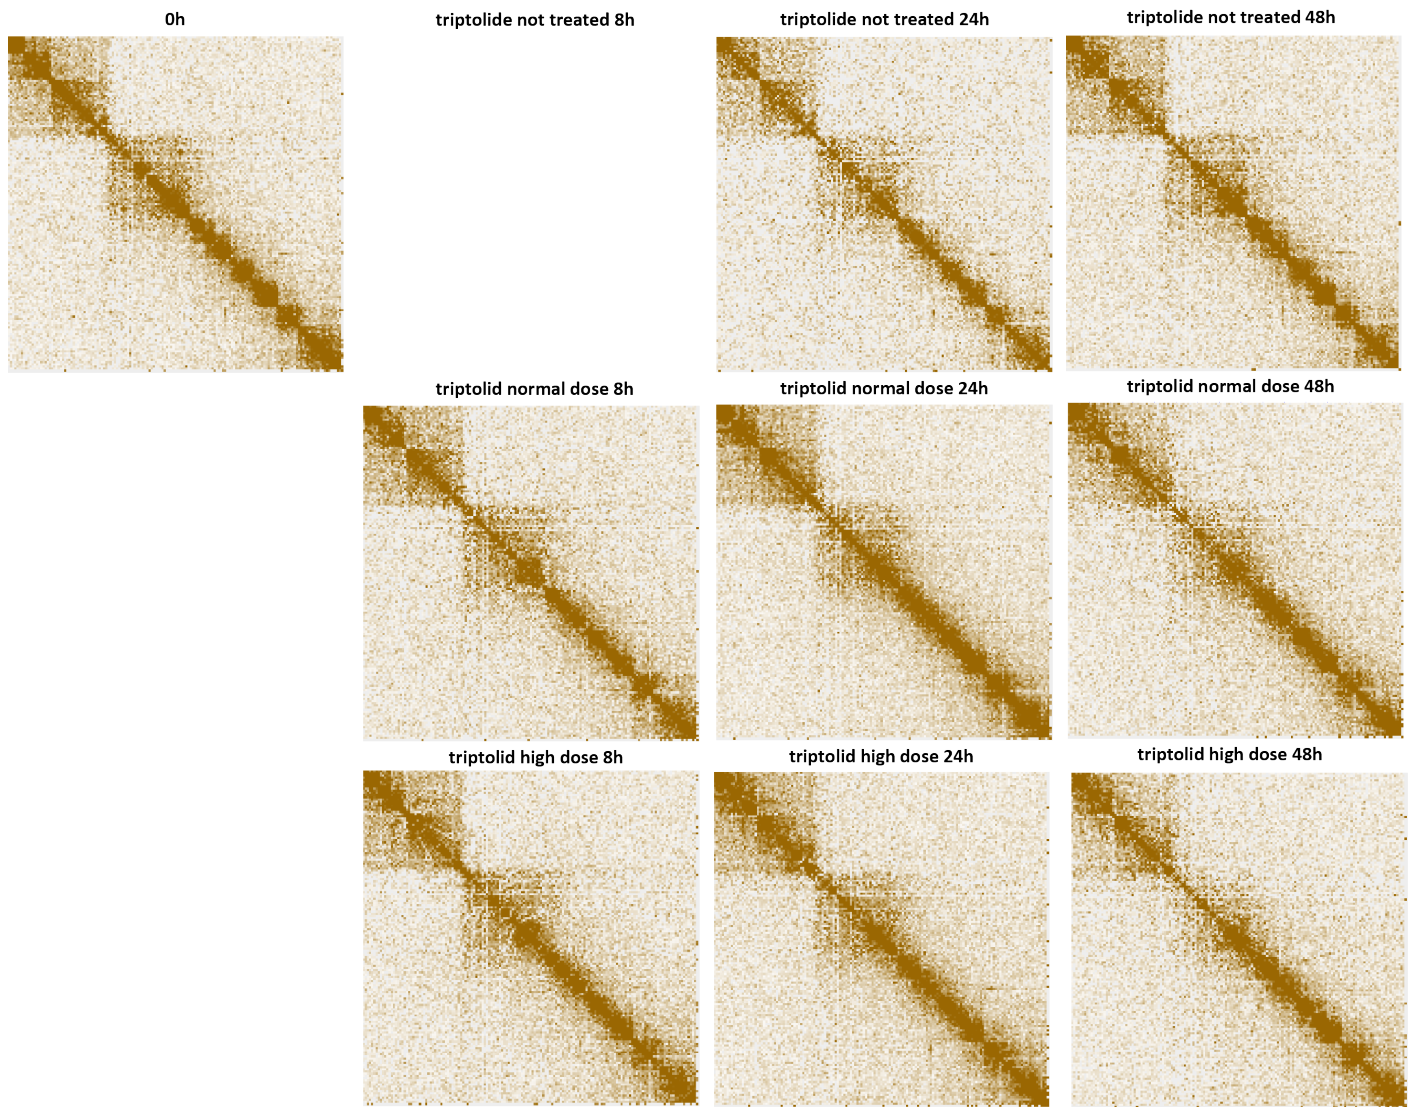 0h
triptolide not treated 8h
triptolide not treated 24h
triptolide not treated 48h
triptolid normal dose 8h
triptolid normal dose 24h
triptolid normal dose 48h
triptolid high dose 8h
triptolid high dose 24h
triptolid high dose 48h